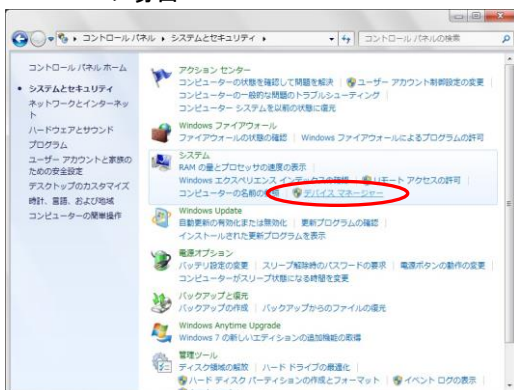 コントロール パネル ▸ システムとセキュリティ ▸
コントロール パネルの検索
コントロール パネル ホーム
システムとセキュリティ
ネットワークとインターネッ
ト
ハードウェアとサウンド
プログラム
ユーザー アカウントと家族の
ための安全設定
デスクトップのカスタマイズ
時計、言語、および地域
コンピューターの簡単操作
アクション センター
コンピューターの状態を確認して問題を解決 | ユーザー アカウント制御設定の変更
コンピューターの一般的な問題のトラブルシューティング
コンピューター システムを以前の状態に復元
Windows ファイアウォール
ファイアウォールの状態の確認 | Windows ファイアウォールによるプログラムの許可
システム
RAM の量とプロセッサの速度の表示
Windows エクスペリエンス インデックスの確認 | リモート アクセスの許可
コンピューターの名前の参照 | デバイス マネージャー
Windows Update
自動更新の有効化または無効化 | 更新プログラムの確認
インストールされた更新プログラムを表示
電源オプション
バッテリ設定の変更 | スリープ解除時のパスワードの要求 | 電源ボタンの動作の変更
コンピューターがスリープ状態になる時間を変更
バックアップと復元
バックアップの作成 | バックアップからのファイルの復元
Windows Anytime Upgrade
Windows 7 の新しいエディションの追加機能の取得
管理ツール
ディスク領域の解放 | ハード ドライブの最適化
ハード ディスク パーティションの作成とフォーマット | イベント ログの表示